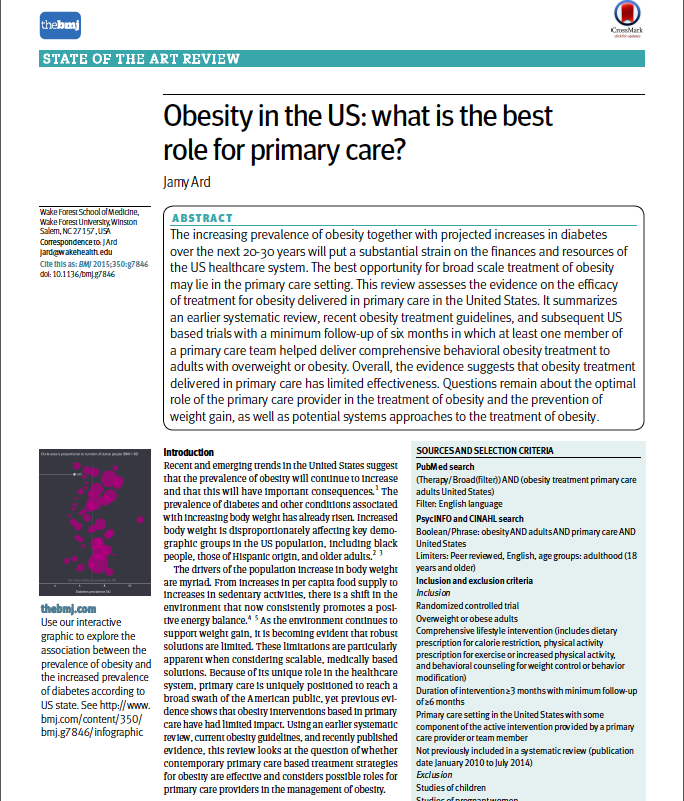 thebmj
CrossMark
click for updates
STATE OF THE ART REVIEW
Obesity in the US: what is the best
role for primary care?
Jamy Ard
Wake Forest School of Medicine,
Wake Forest University, Winston
Salem, NC 27157 , USA
Correspondence to: J Ard
jard@wakehealth.edu
Cite this as: BMJ 2015;350:g7846
doi: 10.1136/bmj.g7846
ABSTRACT
The increasing prevalence of obesity together with projected increases in diabetes
over the next 20-30 years will put a substantial strain on the finances and resources of
the US healthcare system. The best opportunity for broad scale treatment of obesity
may lie in the primary care setting. This review assesses the evidence on the efficacy
of treatment for obesity delivered in primary care in the United States. It summarizes
an earlier systematic review, recent obesity treatment guidelines, and subsequent US
based trials with a minimum follow-up of six months in which at least one member of
a primary care team helped deliver comprehensive behavioral obesity treatment to
adults with overweight or obesity. Overall, the evidence suggests that obesity treatment
delivered in primary care has limited effectiveness. Questions remain about the optimal
role of the primary care provider in the treatment of obesity and the prevention of
weight gain, as well as potential systems approaches to the treatment of obesity.
Circle area is proportional to number of obese people (BMI > 30)
Diabetes prevalence (%)
thebmj.com
Use our interactive
graphic to explore the
association between the
prevalence of obesity and
the increased prevalence
of diabetes according to
US state. See http://www.
bmj.com/content/350/
bmj.g7846/infographic
Introduction
Recent and emerging trends in the United States suggest
that the prevalence of obesity will continue to increase
and that this will have important consequences.1 The
prevalence of diabetes and other conditions associated
with increasing body weight has already risen. Increased
body weight is disproportionately affecting key demo-
graphic groups in the US population, including black
people, those of Hispanic origin, and older adults.2 3
The drivers of the population increase in body weight
are myriad. From increases in per capita food supply to
increases in sedentary activities, there is a shift in the
environment that now consistently promotes a posi-
tive energy balance.4 5 As the environment continues to
support weight gain, it is becoming evident that robust
solutions are limited. These limitations are particularly
apparent when considering scalable, medically based
solutions. Because of its unique role in the healthcare
system, primary care is uniquely positioned to reach a
broad swath of the American public, yet previous evi-
dence shows that obesity interventions based in primary
care have had limited impact. Using an earlier systematic
review, current obesity guidelines, and recently published
evidence, this review looks at the question of whether
contemporary primary care based treatment strategies
for obesity are effective and considers possible roles for
primary care providers in the management of obesity.
SOURCES AND SELECTION CRITERIA
PubMed search
(Therapy/Broad(filter)) AND (obesity treatment primary care
adults United States)
Filter: English language
PsycINFO and CINAHL search
Boolean/Phrase: obesity AND adults AND primary care AND
United States
Limiters: Peer reviewed, English, age groups: adulthood (18
years and older)
Inclusion and exclusion criteria
Inclusion
Randomized controlled trial
Overweight or obese adults
Comprehensive lifestyle intervention (includes dietary
prescription for calorie restriction, physical activity
prescription for exercise or increased physical activity,
and behavioral counseling for weight control or behavior
modification)
Duration of intervention ≥3 months with minimum follow-up
of ≥6 months
Primary care setting in the United States with some
component of the active intervention provided by a primary
care provider or team member
Not previously included in a systematic review (publication
date January 2010 to July 2014)
Exclusion
Studies of children
Studies of pregnant women